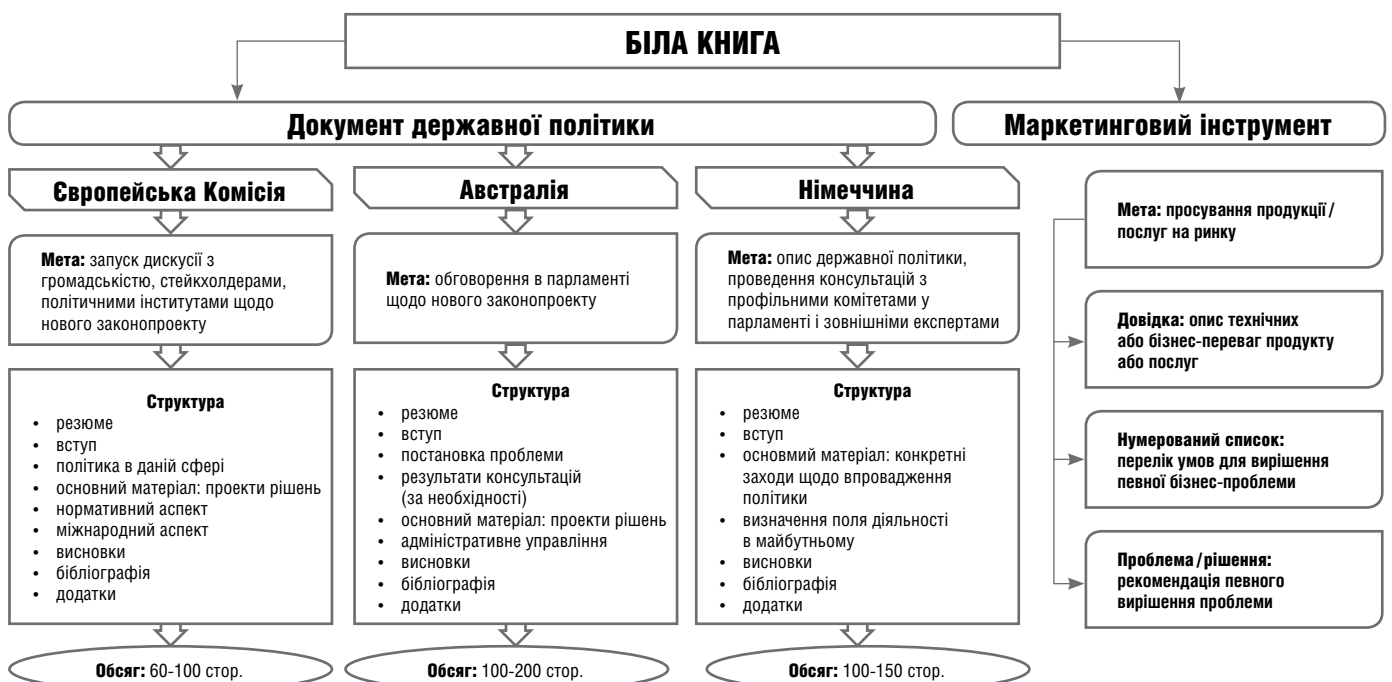 БІЛА КНИГА
Документ державної політики
Маркетинговий інструмент
Європейська Комісія
Мета: запуск дискусії з
громадськістю, стейкхолдерами,
політичними інститутами щодо
нового законопроекту
Структура
• резюме
• вступ
• політика в даній сфері
• основний матеріал: проекти рішень
• нормативний аспект
• міжнародний аспект
• висновки
• бібліографія
• додатки
Обсяг: 60-100 стор.
Австралія
Мета: обговорення в парламенті
щодо нового законопроекту
Структура
• резюме
• вступ
• постановка проблеми
• результати консультацій
(за необхідності)
• основний матеріал: проекти рішень
• адміністративне управління
• висновки
• бібліографія
• додатки
Обсяг: 100-200 стор.
Німеччина
Мета: опис державної політики,
проведення консультацій з
профільними комітетами у
парламенті і зовнішніми експертами
Структура
• резюме
• вступ
• основмий матеріал: конкретні
заходи щодо впровадження
політики
• визначення поля діяльності
в майбутньому
• висновки
• бібліографія
• додатки
Обсяг: 100-150 стор.
Мета: просування продукції /
послуг на ринку
Довідка: опис технічних
або бізнес-переваг продукту
або послуг
Нумерований список:
перелік умов для вирішення
певної бізнес-проблеми
Проблема / рішення:
рекомендація певного
вирішення проблеми